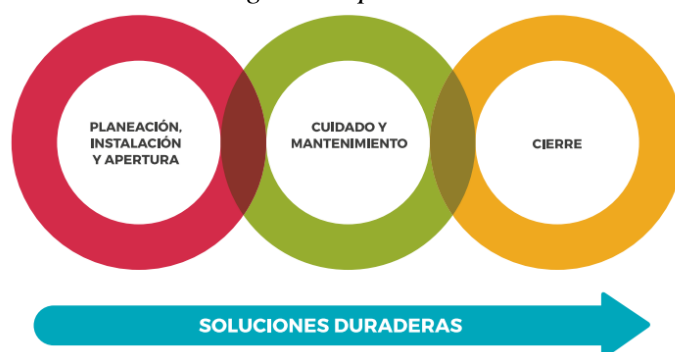 PLANEACIÓN,
INSTALACIÓN
Y APERTURA
CUIDADO Y
MANTENIMIENTO
CIERRE
SOLUCIONES DURADERAS